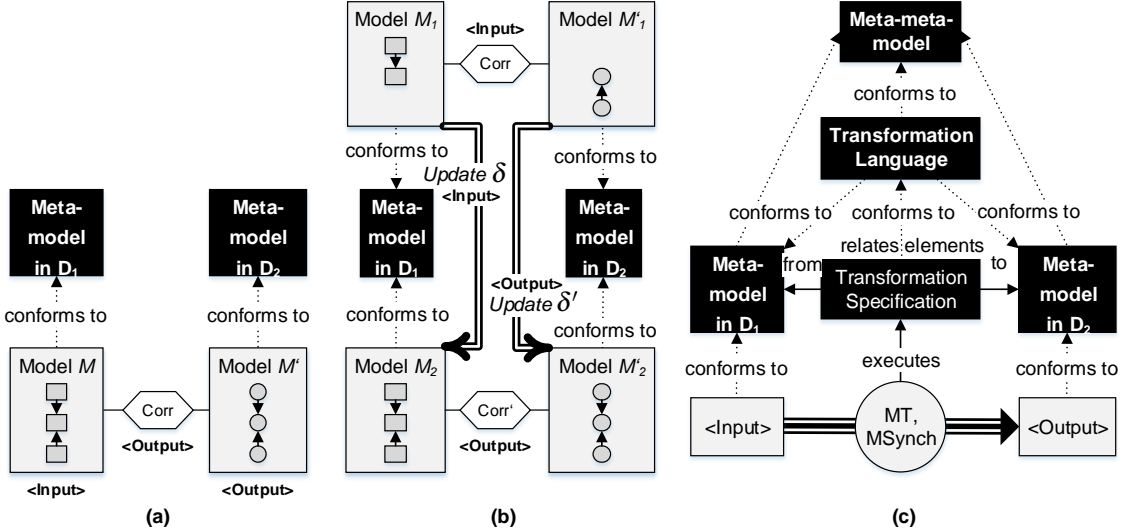 Meta-
model
in D1
Meta-
model
in D2
conforms to
conforms to
Model M
Model M‘
Corr
<Output>
<Input>
<Output>
(a)
Model M1
<Input>
Model M‘1
Corr
conforms to
conforms to
Update δ
<Input>
Meta-
model
in D1
Meta-
model
in D2
<Output>
Update δ′
conforms to
conforms to
Model M2
Model M‘2
Corr‘
<Output>
<Output>
(b)
Meta-meta-
model
conforms to
Transformation
Language
conforms to
conforms to
conforms to
relates elements
from
to
Meta-
model
in D1
Transformation
Specification
Meta-
model
in D2
conforms to
executes
conforms to
<Input>
MT,
MSynch
<Output>
(c)